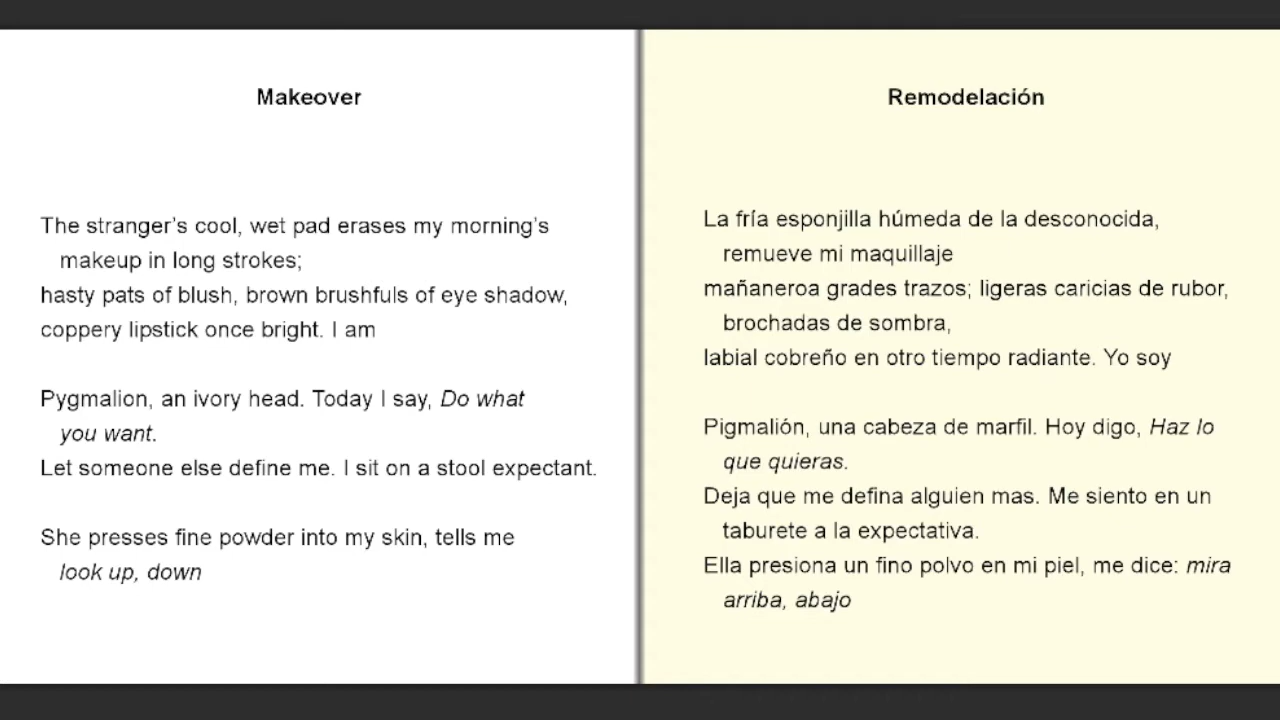 Makeover
The stranger's cool, wet pad erases my morning's
makeup in long strokes;
hasty pats of blush, brown brushfuls of eye shadow,
coppery lipstick once bright. I am
Pygmalion, an ivory head. Today I say, Do what
you want.
Let someone else define me. I sit on a stool expectant.
She presses fine powder into my skin, tells me
look up, down
Remodelación
La fría esponjilla húmeda de la desconocida,
remueve mi maquillaje
mañaneroa grades trazos; ligeras caricias de rubor,
brochadas de sombra,
labial cobreño en otro tiempo radiante. Yo soy
Pigmalión, una cabeza de marfil. Hoy digo, Haz lo
que quieras.
Deja que me defina alguien mas. Me siento en un
taburete a la expectativa.
Ella presiona un fino polvo en mi piel, me dice: mira
arriba, abajo